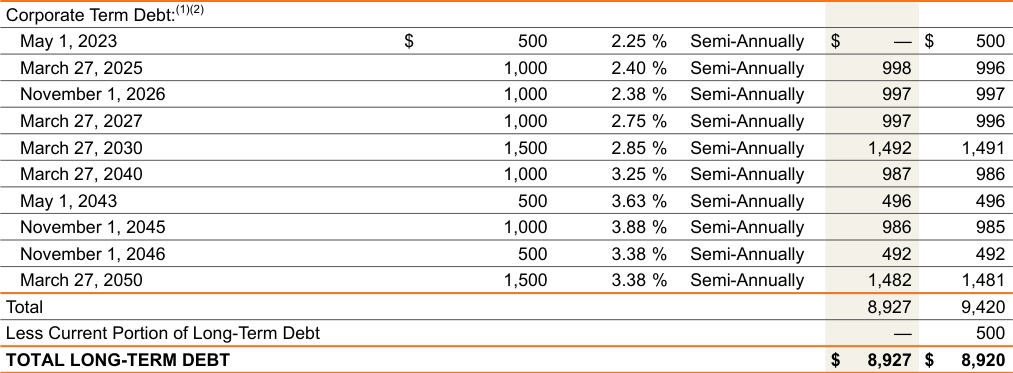 Corporate Term Debt:(1)(2)
May 1, 2023 $ 500 2.25 % Semi-Annually $ — $ 500
March 27, 2025 1,000 2.40 % Semi-Annually 998 996
November 1, 2026 1,000 2.38 % Semi-Annually 997 997
March 27, 2027 1,000 2.75 % Semi-Annually 997 996
March 27, 2030 1,500 2.85 % Semi-Annually 1,492 1,491
March 27, 2040 1,000 3.25 % Semi-Annually 987 986
May 1, 2043 500 3.63 % Semi-Annually 496 496
November 1, 2045 1,000 3.88 % Semi-Annually 986 985
November 1, 2046 500 3.38 % Semi-Annually 492 492
March 27, 2050 1,500 3.38 % Semi-Annually 1,482 1,481
Total 8,927 9,420
Less Current Portion of Long-Term Debt — 500
TOTAL LONG-TERM DEBT $ 8,927 $ 8,920